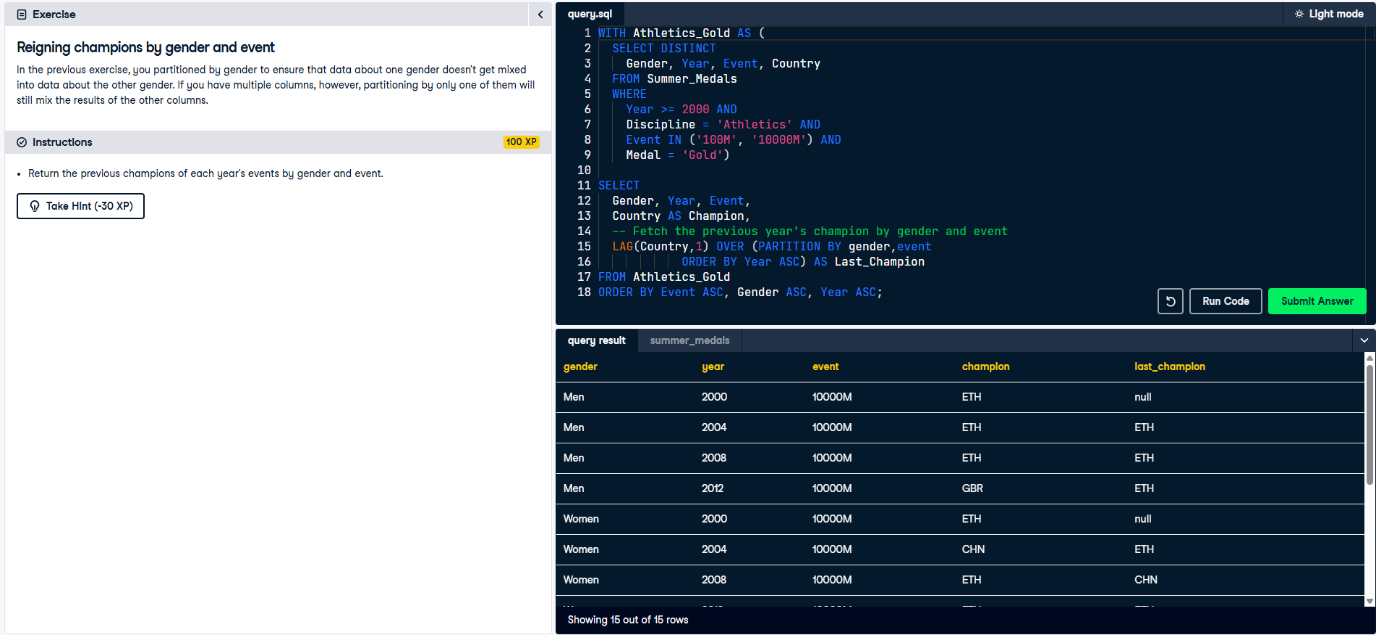 Exercise
Reigning champions by gender and event
In the previous exercise, you partitioned by gender to ensure that data about one gender doesn't get mixed
into data about the other gender. If you have multiple columns, however, partitioning by only one of them will
still mix the results of the other columns.
Instructions
100 XP
• Return the previous champions of each year's events by gender and event.
Take Hint (-30 XP)
query.sql
Light mode
1 WITH Athletics_Gold AS (
2 SELECT DISTINCT
3 Gender, Year, Event, Country
4 FROM Summer_Medals
5 WHERE
6 Year >= 2000 AND
7 Discipline = 'Athletics' AND
8 Event IN ('100M', '10000M') AND
9 Medal = 'Gold')
10
11 SELECT
12 Gender, Year, Event,
13 Country AS Champion,
14 -- Fetch the previous year's champion by gender and event
15 LAG(Country,1) OVER (PARTITION BY gender,event
16 ORDER BY Year ASC) AS Last_Champion
17 FROM Athletics_Gold
18 ORDER BY Event ASC, Gender ASC, Year ASC;
Run Code
Submit Answer
query result
summer_medals
gender year event champion last_champion
Men 2000 10000M ETH null
Men 2004 10000M ETH ETH
Men 2008 10000M ETH ETH
Men 2012 10000M GBR ETH
Women 2000 10000M ETH null
Women 2004 10000M CHN ETH
Women 2008 10000M ETH CHN
Showing 15 out of 15 rows